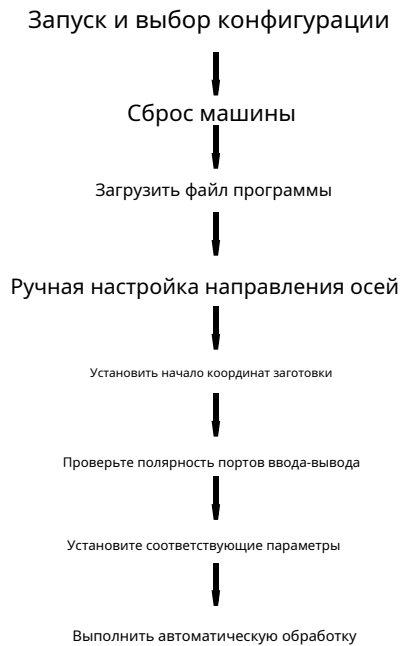 Запуск и выбор конфигурации
Сброс машины
Загрузить файл программы
Ручная настройка направления осей
Установить начало координат заготовки
Проверьте полярность портов ввода-вывода
Установите соответствующие параметры
Выполнить автоматическую обработку